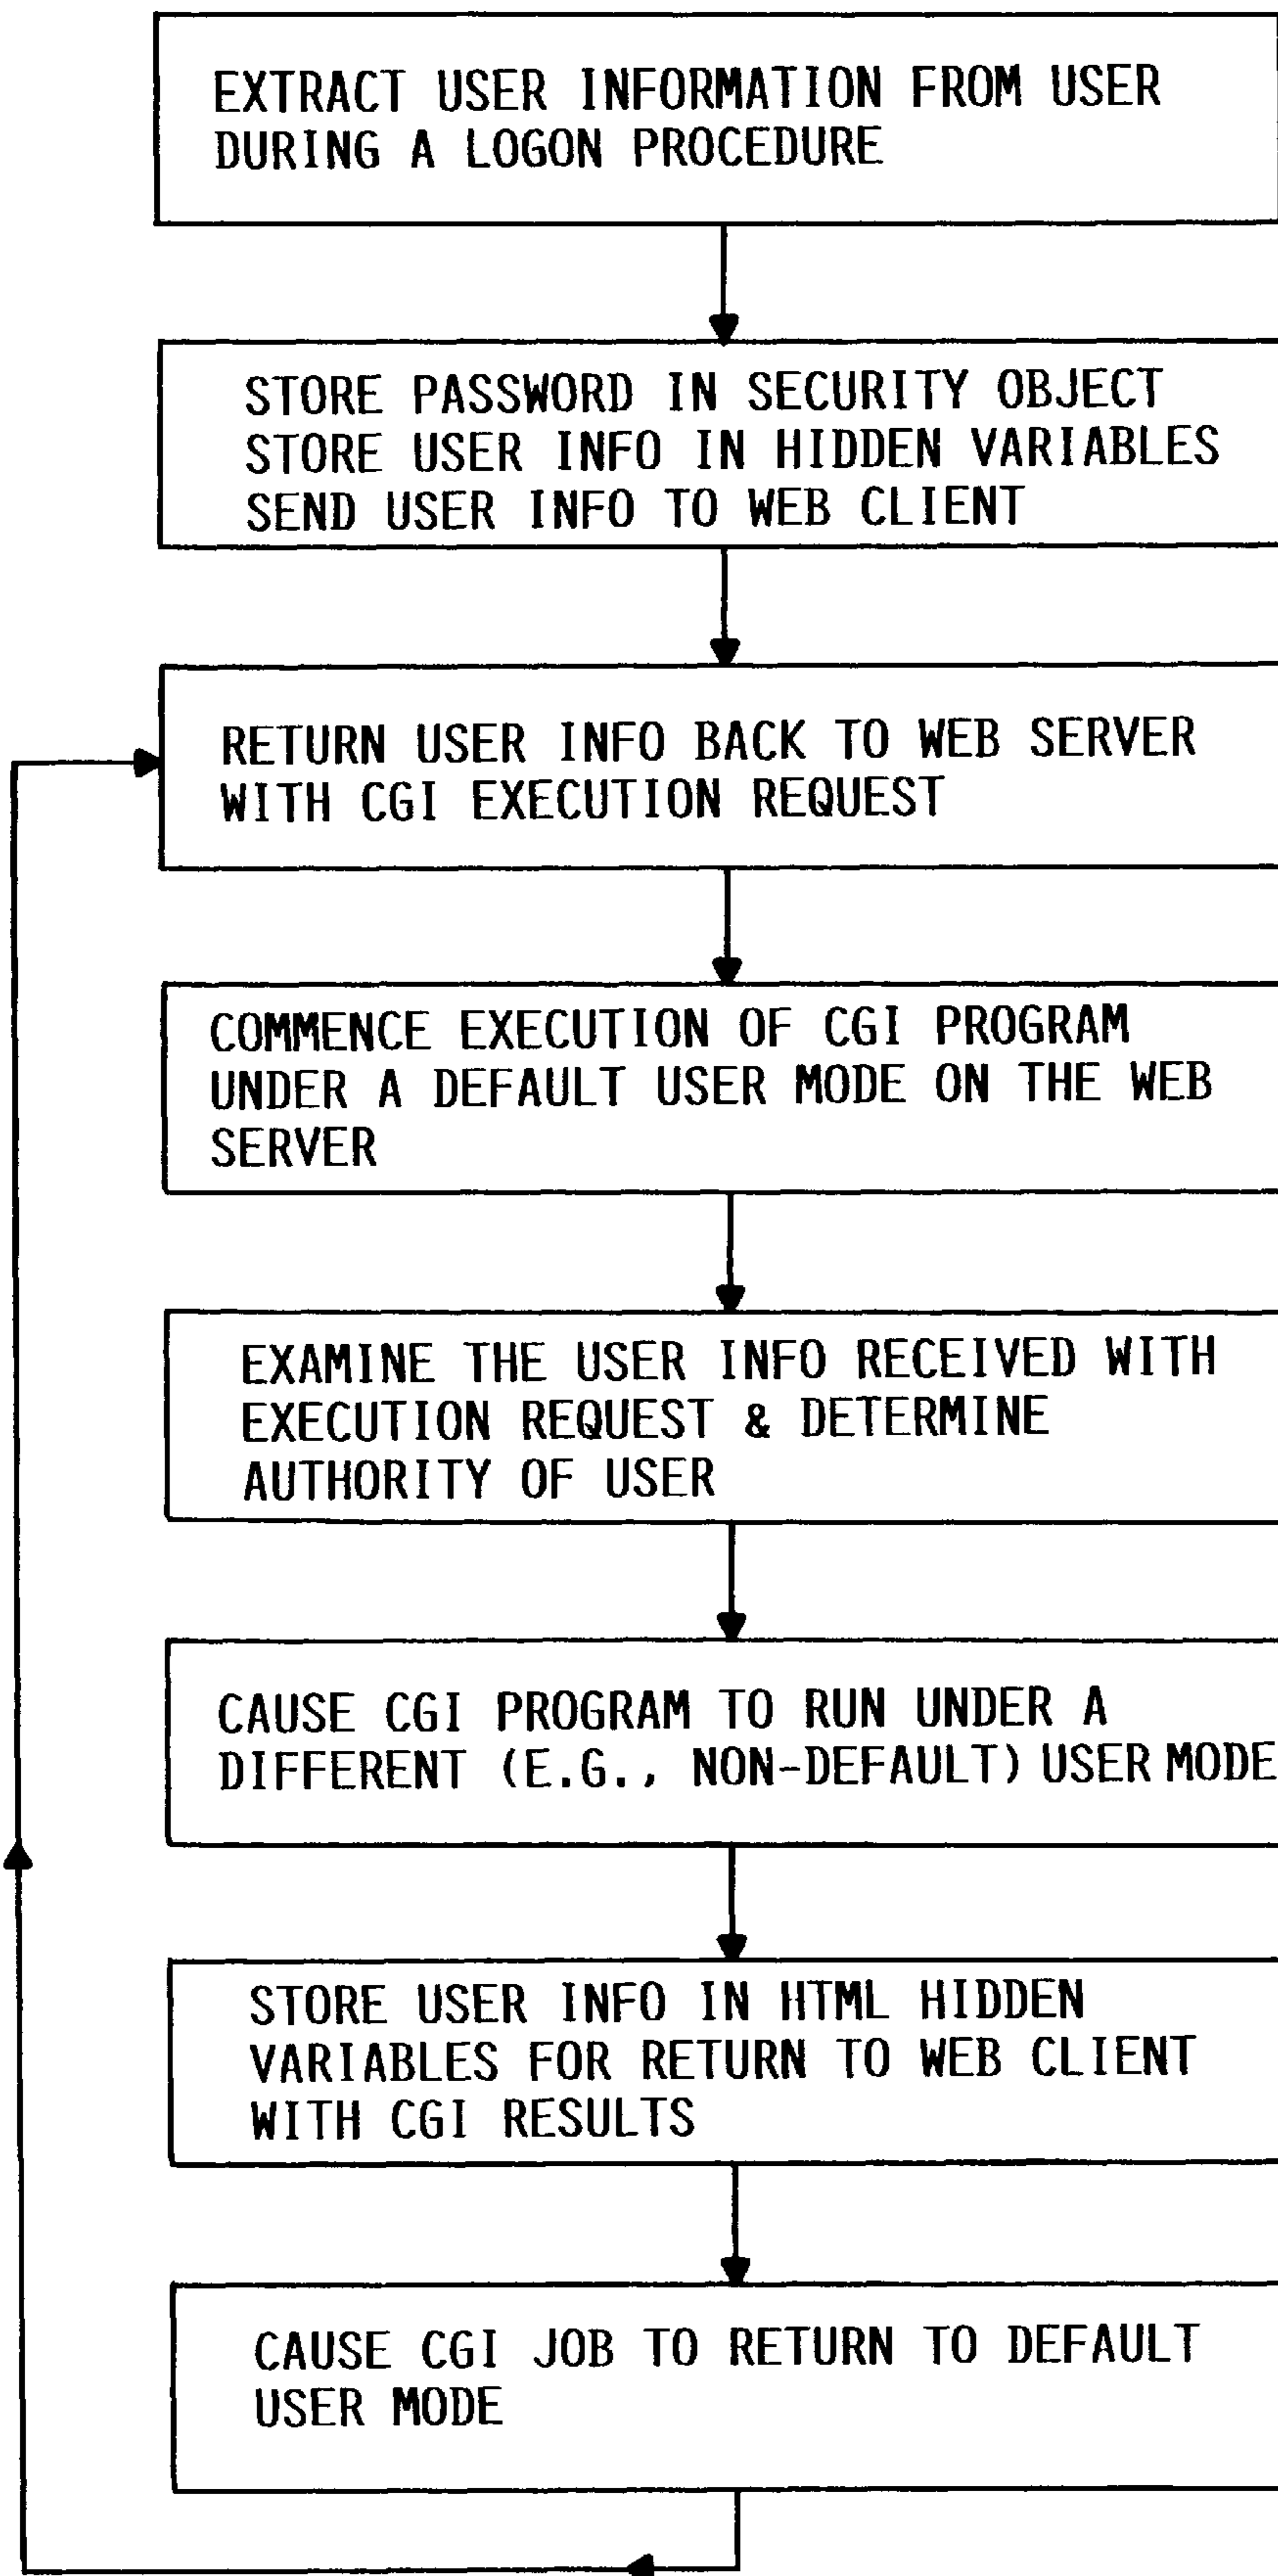 EXTRACT USER INFORMATION FROM USER
DURING A LOGON PROCEDURE
STORE PASSWORD IN SECURITY OBJECT
STORE USER INFO IN HIDDEN VARIABLES
SEND USER INFO TO WEB CLIENT
RETURN USER INFO BACK TO WEB SERVER
WITH CGI EXECUTION REQUEST
COMMENCE EXECUTION OF CGI PROGRAM
UNDER A DEFAULT USER MODE ON THE WEB
SERVER
EXAMINE THE USER INFO RECEIVED WITH
EXECUTION REQUEST & DETERMINE
AUTHORITY OF USER
CAUSE CGI PROGRAM TO RUN UNDER A
DIFFERENT (E.G., NON-DEFAULT) USER MODE
STORE USER INFO IN HTML HIDDEN
VARIABLES FOR RETURN TO WEB CLIENT
WITH CGI RESULTS
CAUSE CGI JOB TO RETURN TO DEFAULT
USER MODE